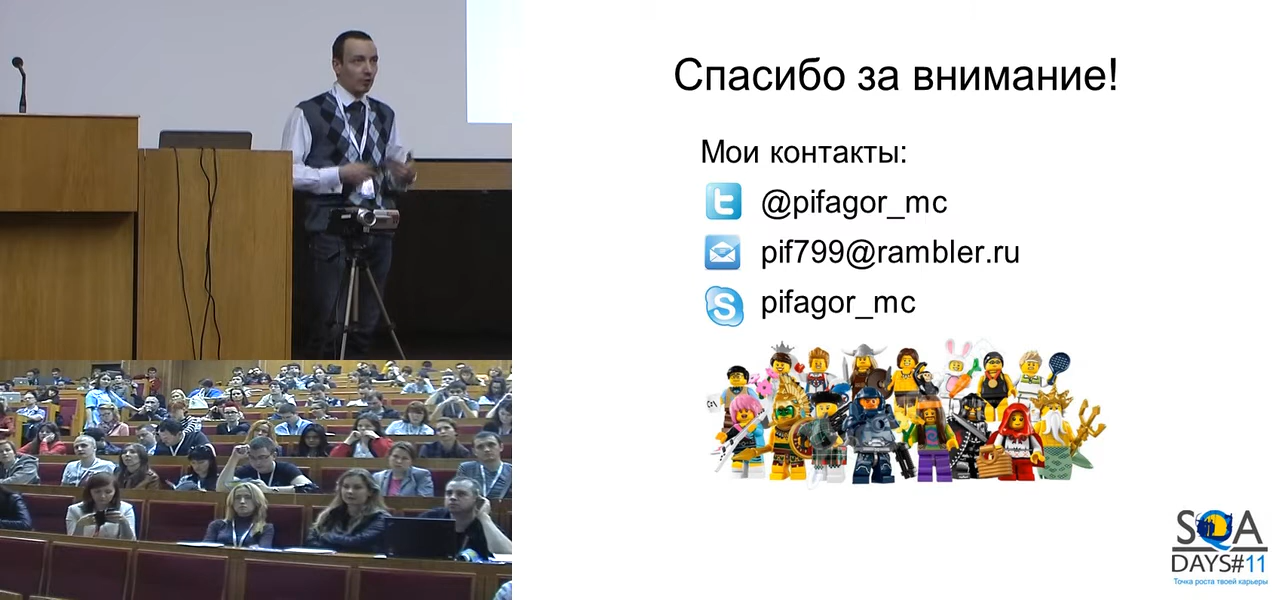 Спасибо за внимание!
Мои контакты:
@pifagor_mc
pif799@rambler.ru
pifagor_mc
SQA
DAYS#11
Точка роста твоей карьеры